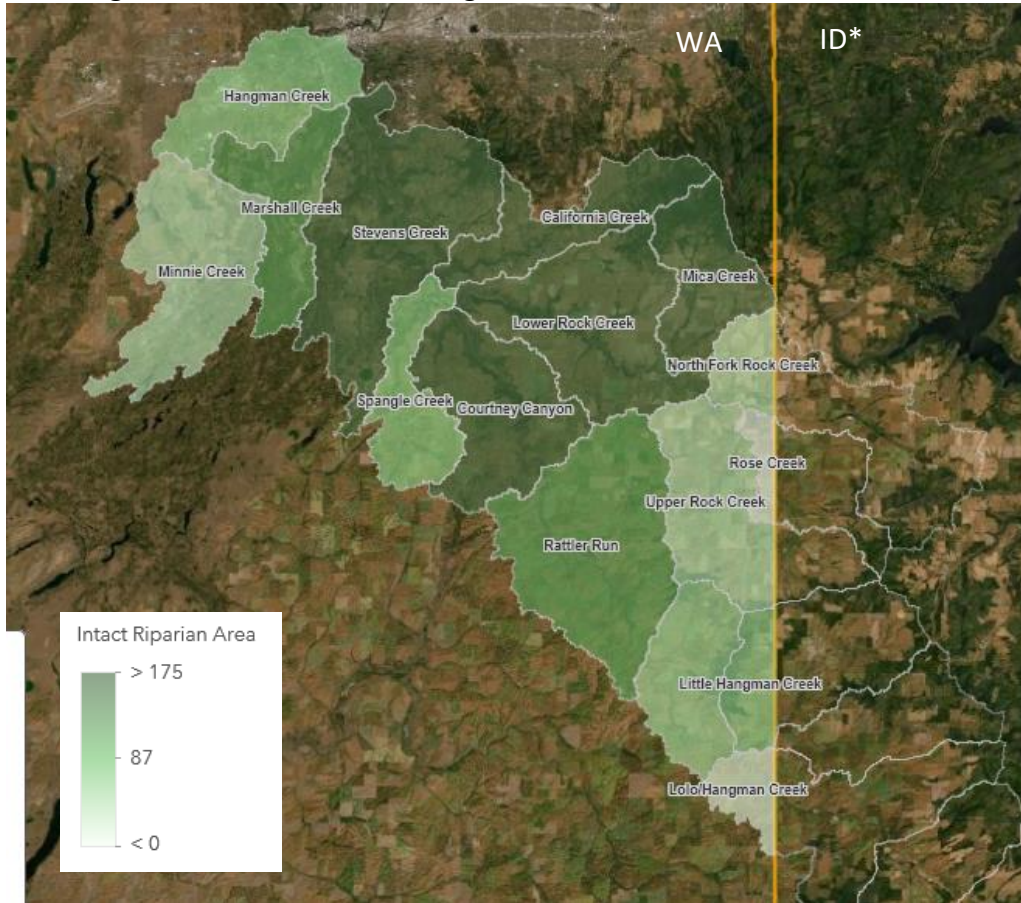 WA
ID*
Hangman Creek
Marshall Creek
California Creek
Stevens Creek
Minnie Creek
Mica Creek
Lower Rock Creek
North Fork Rock Creek
Spangle Creek
Courtney Canyon
Rose Creek
Upper Rock Creek
Rattler Run
Little Hangman Creek
Lolo/Hangman Creek
Intact Riparian Area
> 175
87
< 0